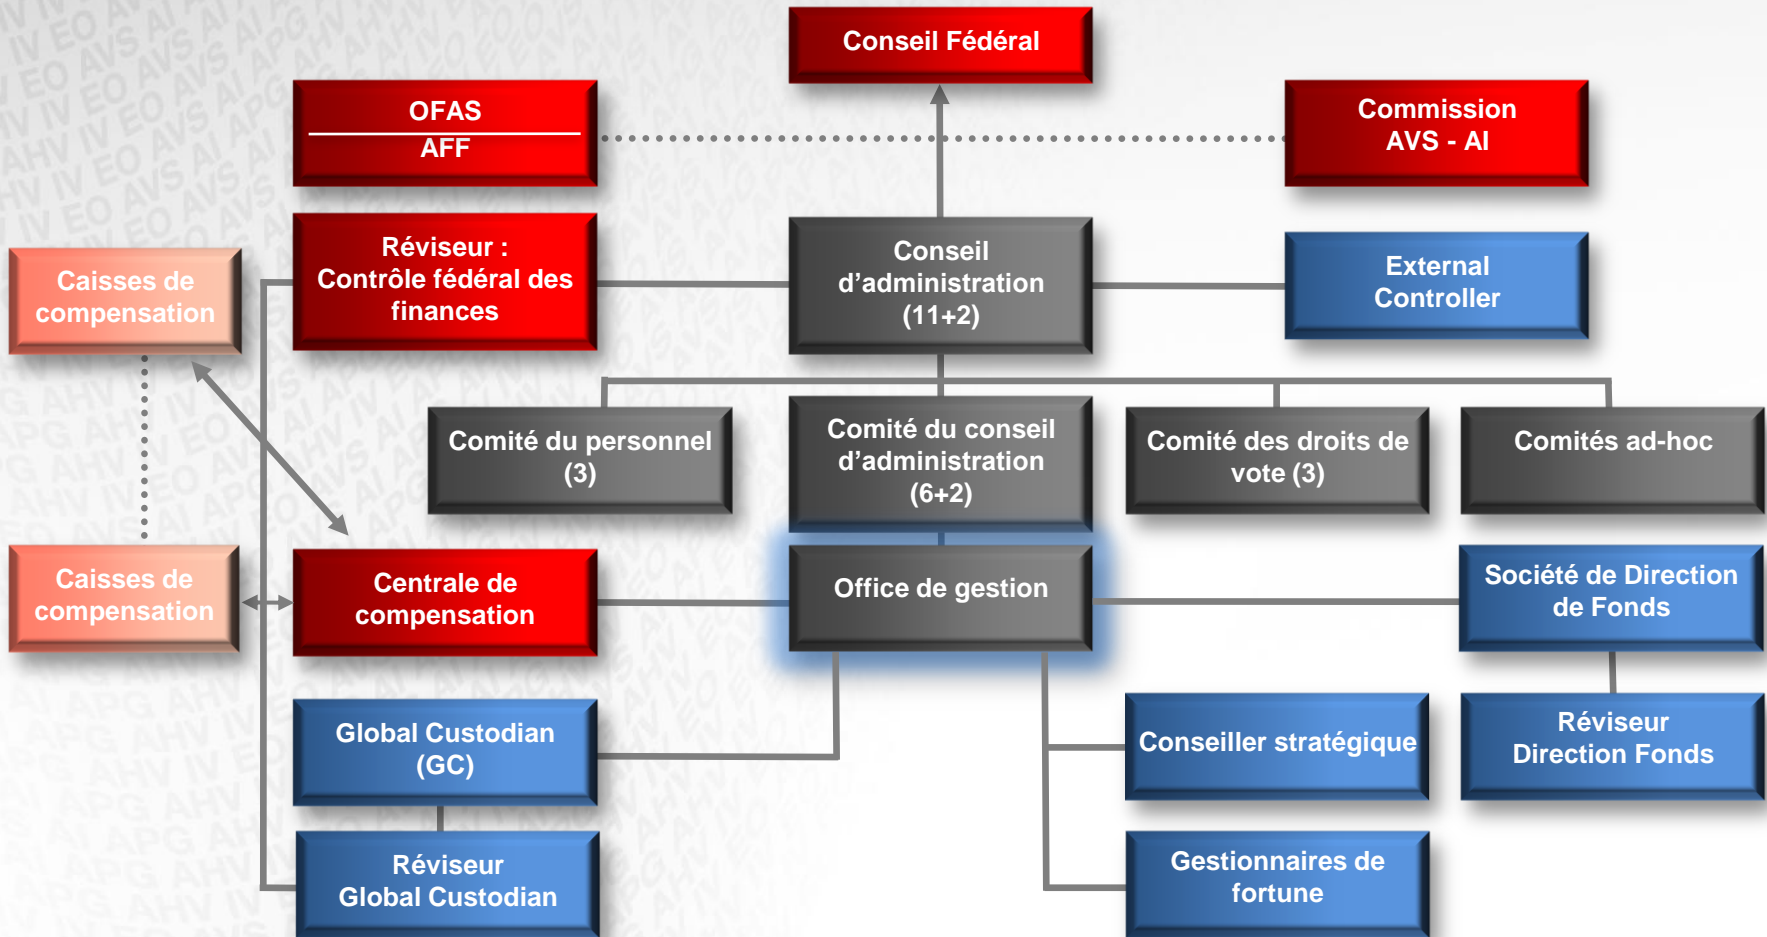 Conseil Fédéral
OFAS
AFF
Commission
AVS - AI
Réviseur :
Contrôle fédéral des
finances
Conseil
d’administration
(11+2)
External
Controller
Caisses de
compensation
Comité du personnel
(3)
Comité du conseil
d’administration
(6+2)
Comité des droits de
vote (3)
Comités ad-hoc
Caisses de
compensation
Centrale de
compensation
Office de gestion
Société de Direction
de Fonds
Global Custodian
(GC)
Conseiller stratégique
Réviseur
Direction Fonds
Réviseur
Global Custodian
Gestionnaires de
fortune